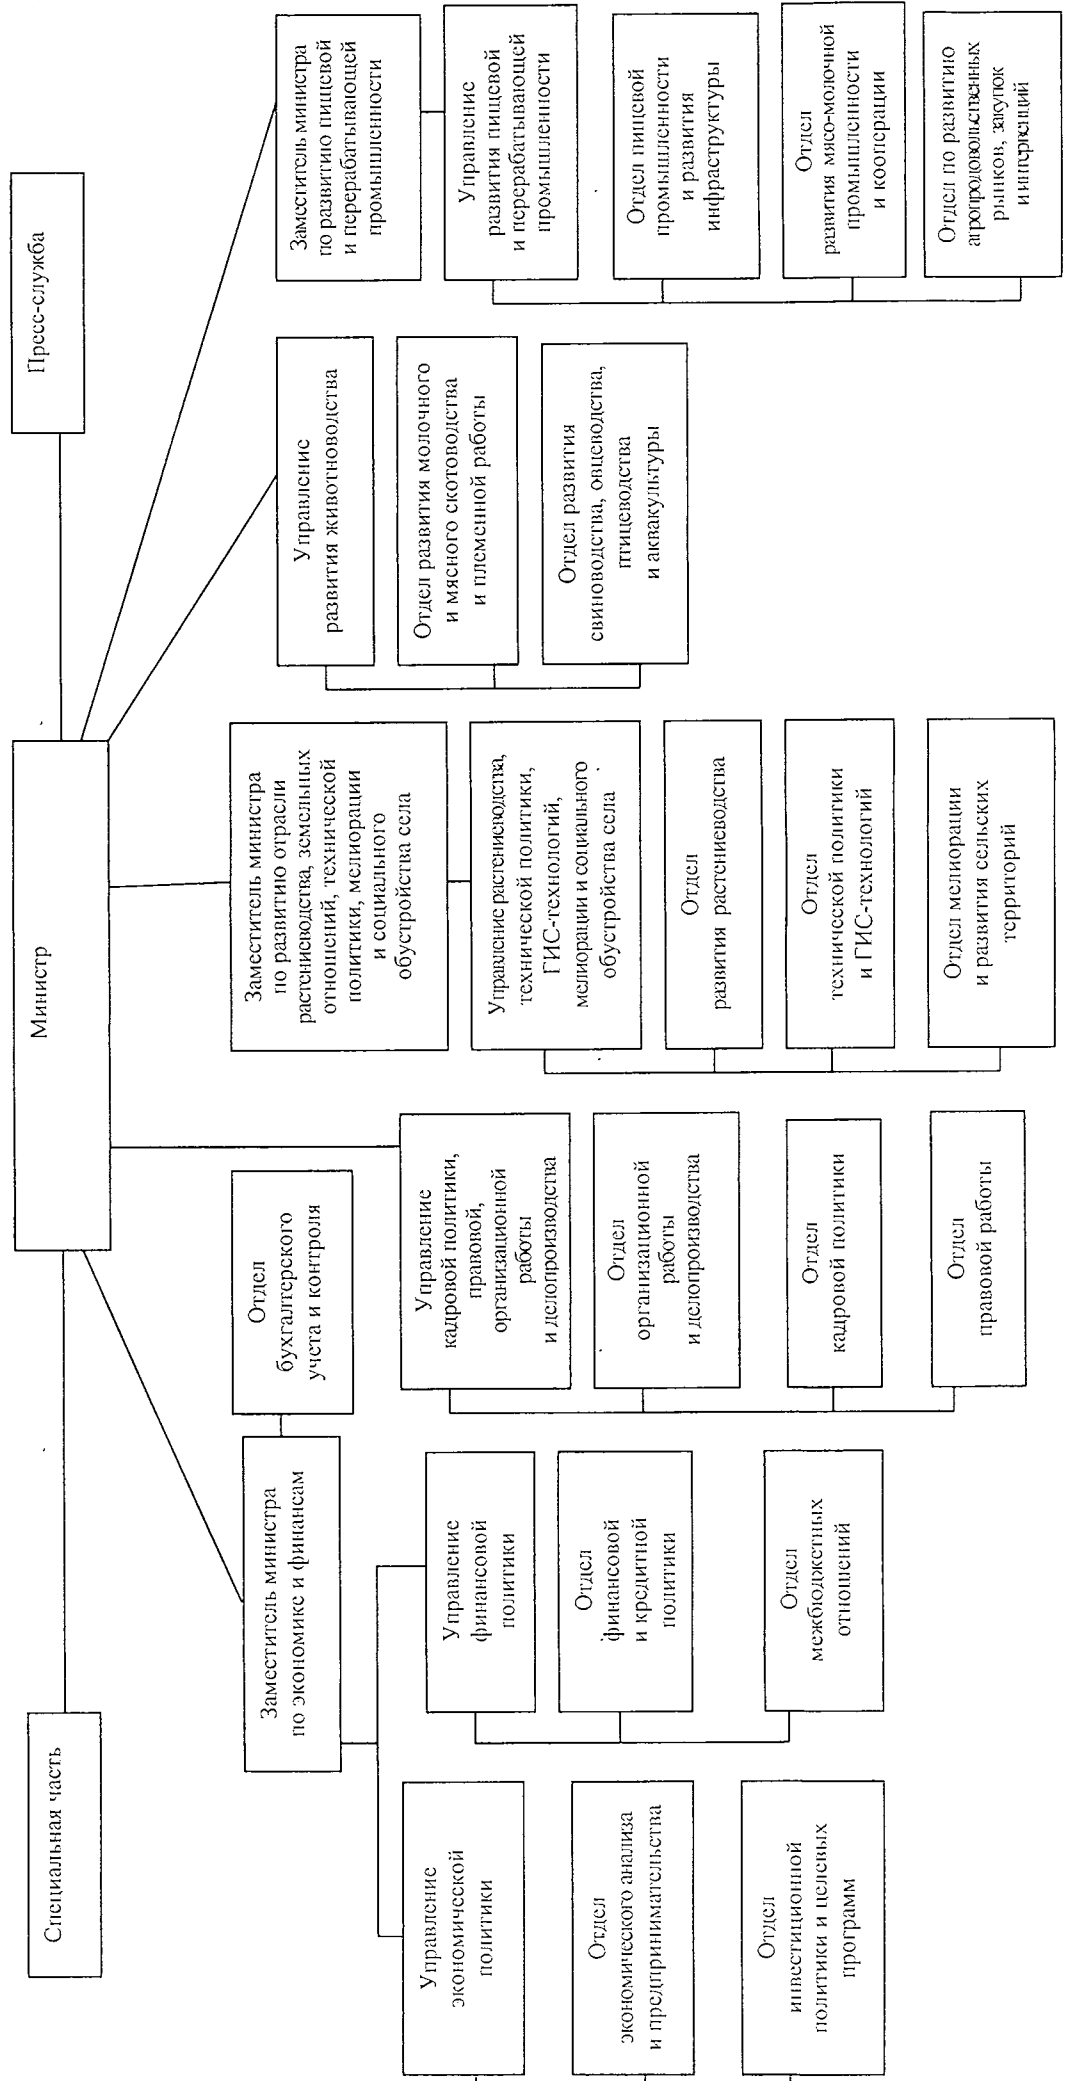 Специальная часть
Министр
Пресс-служба
Заместитель министра
по экономике и финансам
Отдел
бухгалтерского
учета и контроля
Управление
экономической
политики
Отдел
экономического анализа
и предпринимательства
Отдел
инвестиционной
политики и целевых
программ
Управление
финансовой
политики
Отдел
финансовой
и кредитной
политики
Отдел
межбюджетных
отношений
Управление
кадровой политики,
правовой,
организационной
работы
и делопроизводства
Отдел
организационной
работы
и делопроизводства
Отдел
кадровой политики
Отдел
правовой работы
Заместитель министра
по развитию отрасли
растениеводства, земельных
отношений, технической
политики, мелиорации
и социального
обустройства села
Управление растениеводства,
технической политики,
ГИС-технологий,
мелиорации и социального
обустройства села
Отдел
развития растениеводства
Отдел
технической политики
и ГИС-технологий
Отдел мелиорации
и развития сельских
территорий
Управление
развития животноводства
Отдел развития молочного
и мясного скотоводства
и племенной работы
Отдел развития
свиноводства, овцеводства,
птицеводства
и аквакультуры
Заместитель министра
по развитию пищевой
и перерабатывающей
промышленности
Управление
развития пищевой
и перерабатывающей
промышленности
Отдел пищевой
промышленности
и развития
инфраструктуры
Отдел
развития мясо-молочной
промышленности
и кооперации
Отдел по развитию
агропродовольственных
рынков, закупок
и интервенций